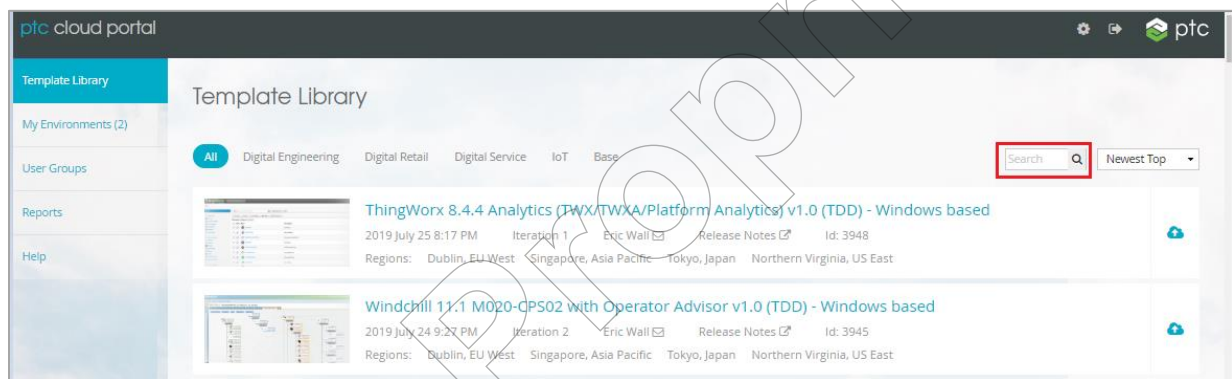 ptc cloud portal
ptc
Template Library
My Environments (2)
User Groups
Reports
Help
Template Library
All Digital Engineering Digital Retail Digital Service IoT Base
Search Newest Top
ThingWorx 8.4.4 Analytics (TWX/TWXA/Platform Analytics) v1.0 (TDD) - Windows based
2019 July 25 8:17 PM Iteration 1 Eric Wall Release Notes Id: 3948
Regions: Dublin, EU West Singapore, Asia Pacific Tokyo, Japan Northern Virginia, US East
Windchill 11.1 M020-CPS02 with Operator Advisor v1.0 (TDD) - Windows based
2019 July 24 9:27 PM Iteration 2 Eric Wall Release Notes Id: 3945
Regions: Dublin, EU West Singapore, Asia Pacific Tokyo, Japan Northern Virginia, US East
Propr